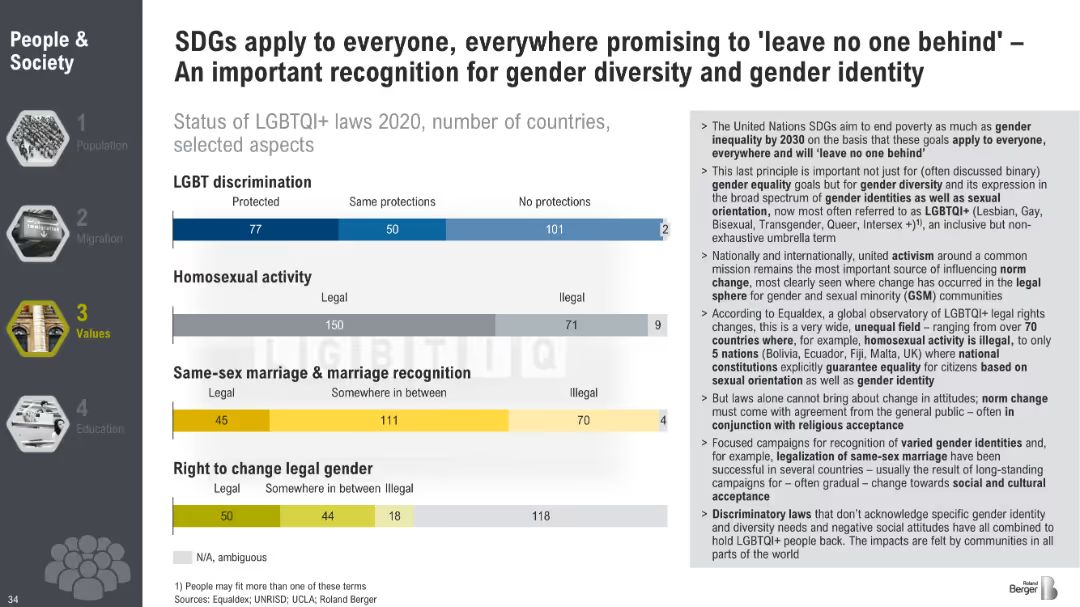 People &
Society
1
Population
2
Migration
3
Values
4
Education
34
SDGs apply to everyone, everywhere promising to 'leave no one behind' –
An important recognition for gender diversity and gender identity
Status of LGBTQI+ laws 2020, number of countries,
selected aspects
LGBT discrimination
Protected Same protections No protections
77 50 101 2
Homosexual activity
Legal Illegal
150 71 9
LGBTIQ
Same-sex marriage & marriage recognition
Legal Somewhere in between Illegal
45 111 70 4
Right to change legal gender
Legal Somewhere in between Illegal
50 44 18 118
N/A, ambiguous
1) People may fit more than one of these terms
Sources: Equaldex; UNRISD; UCLA; Roland Berger
> The United Nations SDGs aim to end poverty as much as gender
inequality by 2030 on the basis that these goals apply to everyone,
everywhere and will ‘leave no one behind’
> This last principle is important not just for (often discussed binary)
gender equality goals but for gender diversity and its expression in
the broad spectrum of gender identities as well as sexual
orientation, now most often referred to as LGBTI+ (Lesbian, Gay,
Bisexual, Transgender, Queer, Intersex +)1), an inclusive but non-
exhaustive umbrella term
> Nationally and internationally, united activism around a common
mission remains the most important source of influencing norm
change, most clearly seen where change has occurred in the legal
sphere for gender and sexual minority (GSM) communities
> According to Equaldex, a global observatory of LGBTQI+ legal rights
changes, this is a very wide, unequal field – ranging from over 70
countries where, for example, homosexual activity is illegal, to only
5 nations (Bolivia, Ecuador, Fiji, Malta, UK) where national
constitutions explicitly guarantee equality for citizens based on
sexual orientation as well as gender identity
> But laws alone cannot bring about change in attitudes; norm change
must come with agreement from the general public – often in
conjunction with religious acceptance
> Focused campaigns for recognition of varied gender identities and,
for example, legalization of same-sex marriage have been
successful in several countries – usually the result of long-standing
campaigns for – often gradual – change towards social and cultural
acceptance
> Discriminatory laws that don't acknowledge specific gender identity
and diversity needs and negative social attitudes have all combined to
hold LGBTQI+ people back. The impacts are felt by communities in all
parts of the world
Roland
Berger